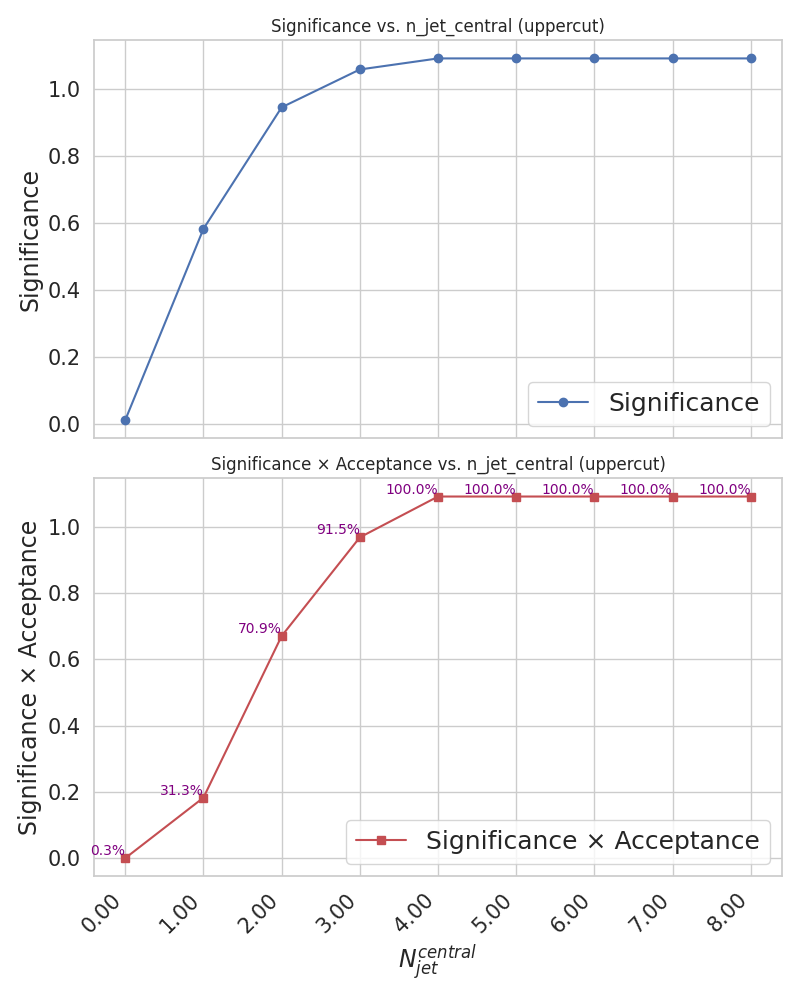 Significance vs. n_jet_central (uppercut)
1.0
0.8
0.6
0.4
0.2
0.0
Significance
Significance
Significance × Acceptance vs. n_jet_central (uppercut)
100.0% 100.0% 100.0% 100.0% 100.0%
91.5%
70.9%
31.3%
0.3%
1.0
0.8
0.6
0.4
0.2
0.0
Significance × Acceptance
Significance × Acceptance
0.00 1.00 2.00 3.00 4.00 5.00 6.00 7.00 8.00
$N_{jet}^{central}$